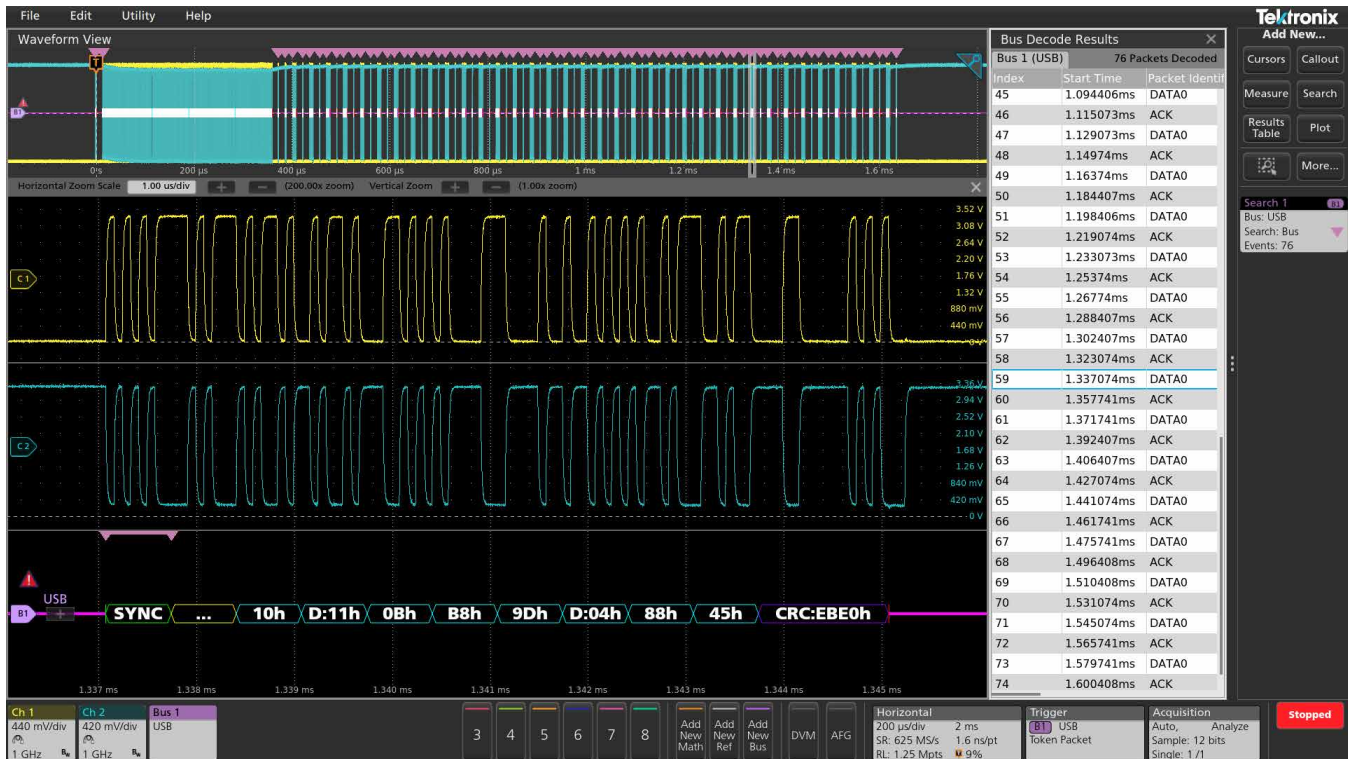 File Edit Utility Help
Tektronix
Waveform View
Bus Decode Results
Add New...
Bus 1 (USB) 76 Packets Decoded
Cursors Callout
Index Start Time Packet Identif
Measure Search
Results Table Plot
More...
T
B1
0 s 200 µs 400 µs 600 µs 800 µs 1 ms 1.2 ms 1.4 ms 1.6 ms
Horizontal Zoom Scale 1.00 us/div + — (200.00x zoom) Vertical Zoom + — (1.00x zoom)
45 1.094406ms DATA0
46 1.115073ms ACK
47 1.129073ms DATA0
48 1.14974ms ACK
49 1.16374ms DATA0
50 1.184407ms ACK
51 1.198406ms DATA0
52 1.219074ms ACK
53 1.233073ms DATA0
54 1.25374ms ACK
55 1.26774ms DATA0
56 1.288407ms ACK
57 1.302407ms DATA0
58 1.323074ms ACK
59 1.337074ms DATA0
60 1.357741ms ACK
61 1.371741ms DATA0
62 1.392407ms ACK
63 1.406407ms DATA0
64 1.427074ms ACK
65 1.441074ms DATA0
66 1.461741ms ACK
67 1.475741ms DATA0
68 1.496408ms ACK
69 1.510408ms DATA0
70 1.531074ms ACK
71 1.545074ms DATA0
72 1.565741ms ACK
73 1.579741ms DATA0
74 1.600408ms ACK
Search 1 B1
Bus: USB
Search: Bus
Events: 76
3.52 V
3.08 V
2.64 V
2.20 V
1.76 V
1.32 V
880 mV
440 mV
0 V
C1
3.36 V
2.94 V
2.52 V
2.10 V
1.68 V
1.26 V
840 mV
420 mV
0 V
C2
USB
B1 + SYNC ... 10h D:11h 0Bh B8h 9Dh D:04h 88h 45h CRC:EBE0h
1.337 ms 1.338 ms 1.339 ms 1.340 ms 1.341 ms 1.342 ms 1.343 ms 1.344 ms 1.345 ms
Ch 1
440 mV/div
1 GHz
Ch 2
420 mV/div
1 GHz
Bus 1
USB
3 4 5 6 7 8
Add New Math
Add New Ref
Add New Bus
DVM AFG
Horizontal
200 µs/div 2 ms
SR: 625 MS/s 1.6 ns/pt
RL: 1.25 Mpts 9%
Trigger
B1 USB
Token Packet
Acquisition
Auto, Analyze
Sample: 12 bits
Single: 1 /1
Stopped